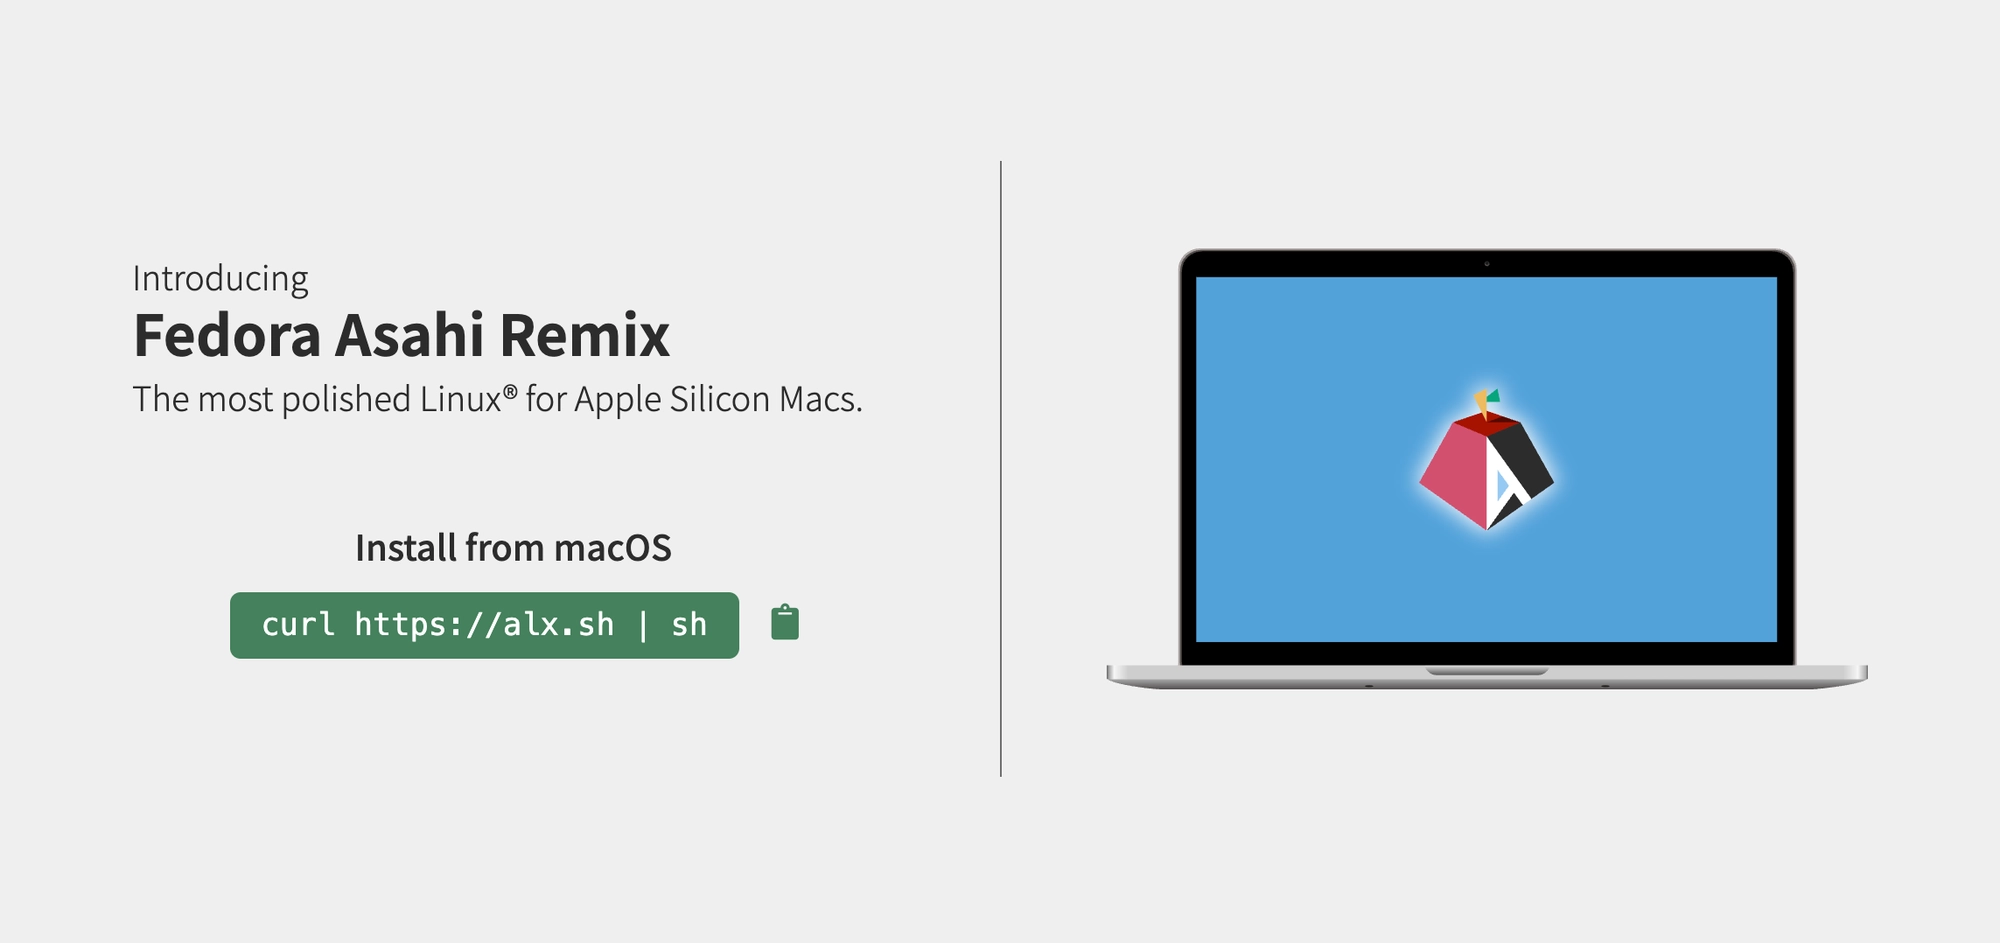 Introducing
Fedora Asahi Remix
The most polished Linux® for Apple Silicon Macs.
Install from macOS
curl https://alx.sh | sh